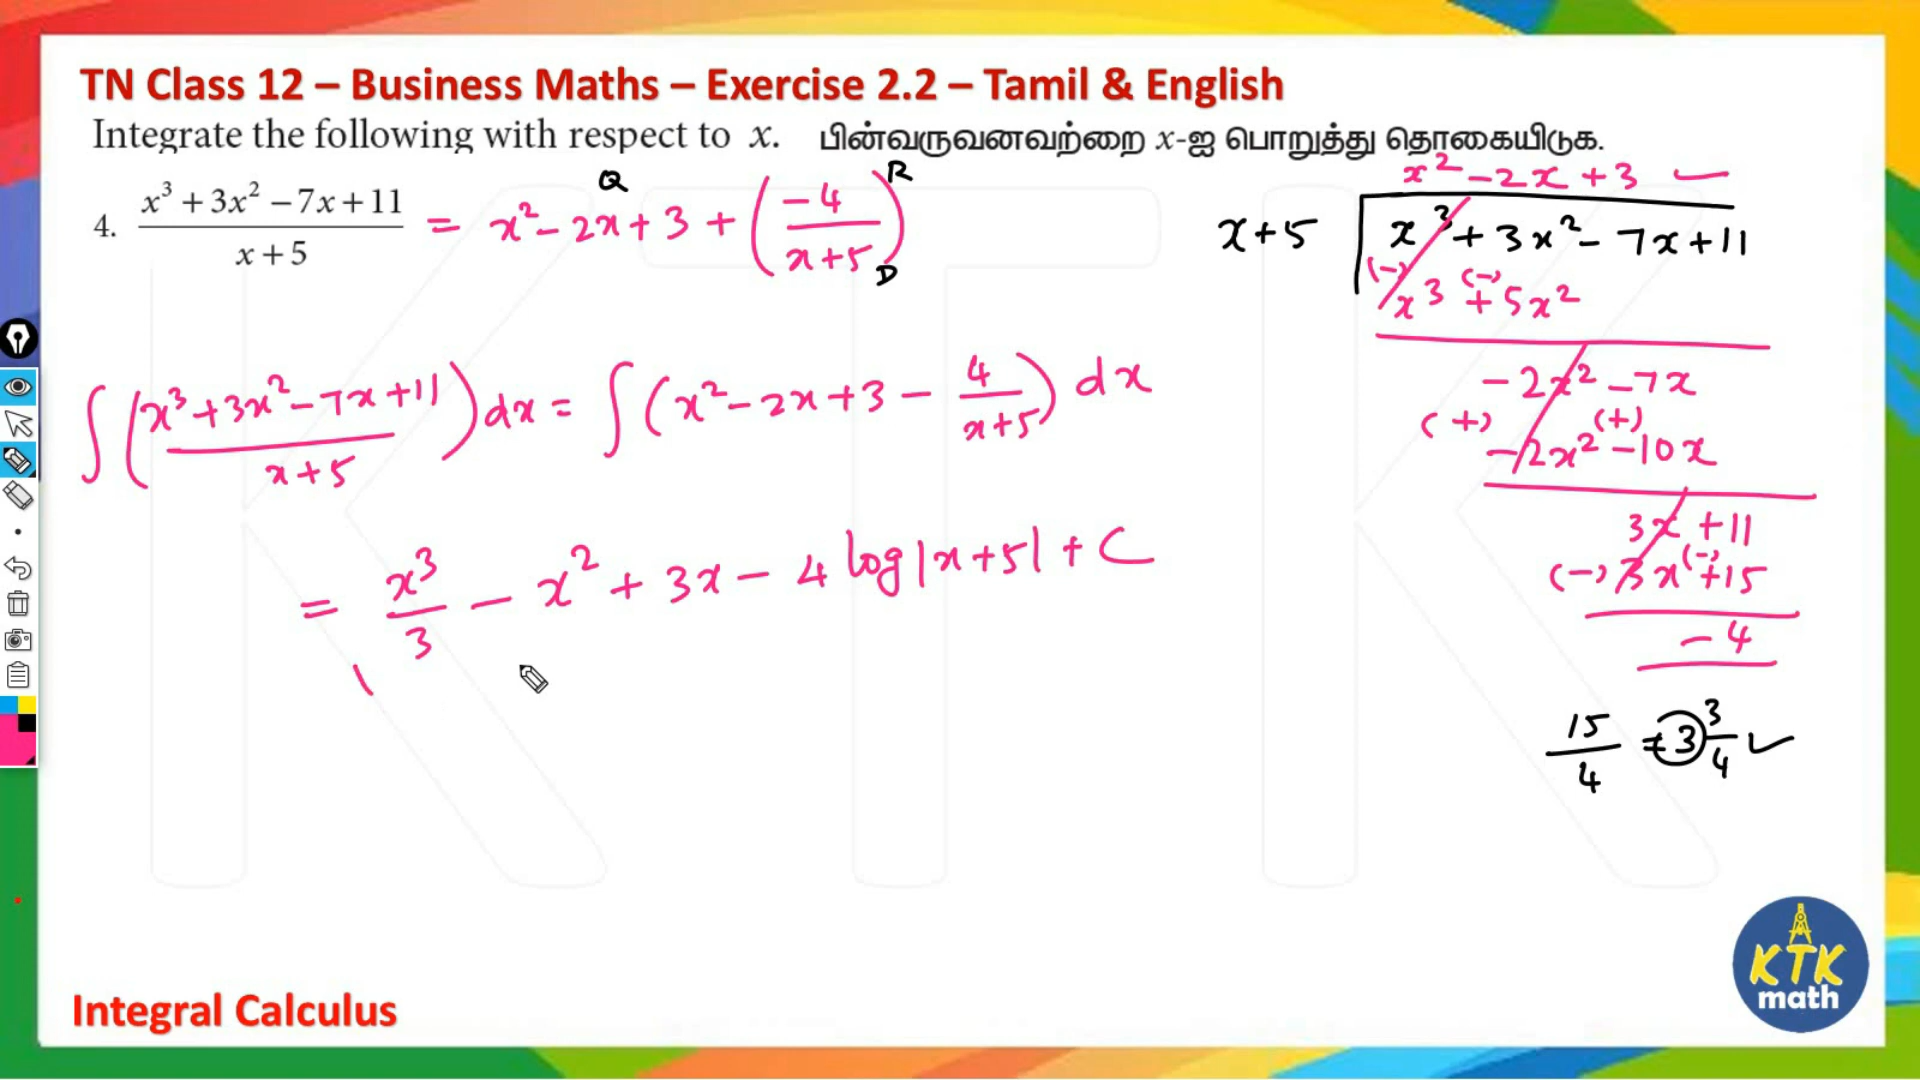 TN Class 12 – Business Maths – Exercise 2.2 – Tamil & English
Integrate the following with respect to x. பின்வருவனவற்றை x-ஐ பொறுத்து தொகையிடுக.
4. (x³ + 3x² − 7x + 11)/(x + 5) = x² − 2x + 3 + (−4/(x+5))
Q
R
D
∫((x³+3x²−7x+11)/(x+5))dx = ∫(x²−2x+3 − 4/(x+5)) dx
= x³/3 − x² + 3x − 4 log|x+5| + C
x² − 2x + 3 ✓
x+5 x³ + 3x² − 7x + 11
(−) (−)
x³ + 5x²
−2x² − 7x
(+) (+)
−2x² − 10x
3x + 11
(−) 3x (−) +15
−4
15/4 = 3 3/4 ✓
KTK
math
Integral Calculus